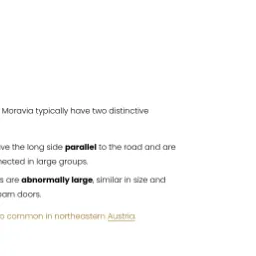 Moravia typically have two distinctive
ve the long side parallel to the road and are
nected in large groups.
s are abnormally large, similar in size and
arn doors.
o common in northeastern Austria.